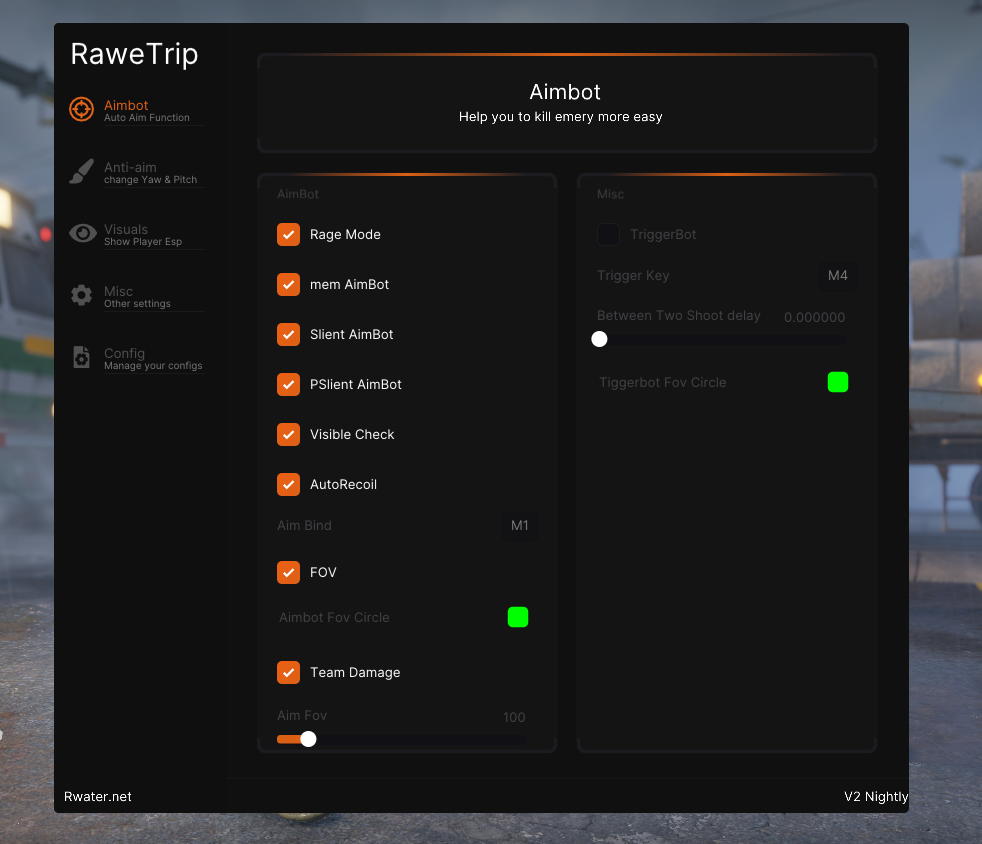 RaweTrip
Aimbot
Auto Aim Function
Anti-aim
change Yaw & Pitch
Visuals
Show Player Esp
Misc
Other settings
Config
Manage your configs
Aimbot
Help you to kill emery more easy
AimBot
Rage Mode
mem AimBot
Slient AimBot
PSlient AimBot
Visible Check
AutoRecoil
Aim Bind M1
FOV
Aimbot Fov Circle
Team Damage
Aim Fov 100
Misc
TriggerBot
Trigger Key M4
Between Two Shoot delay 0.000000
Tiggerbot Fov Circle
Rwater.net
V2 Nightly